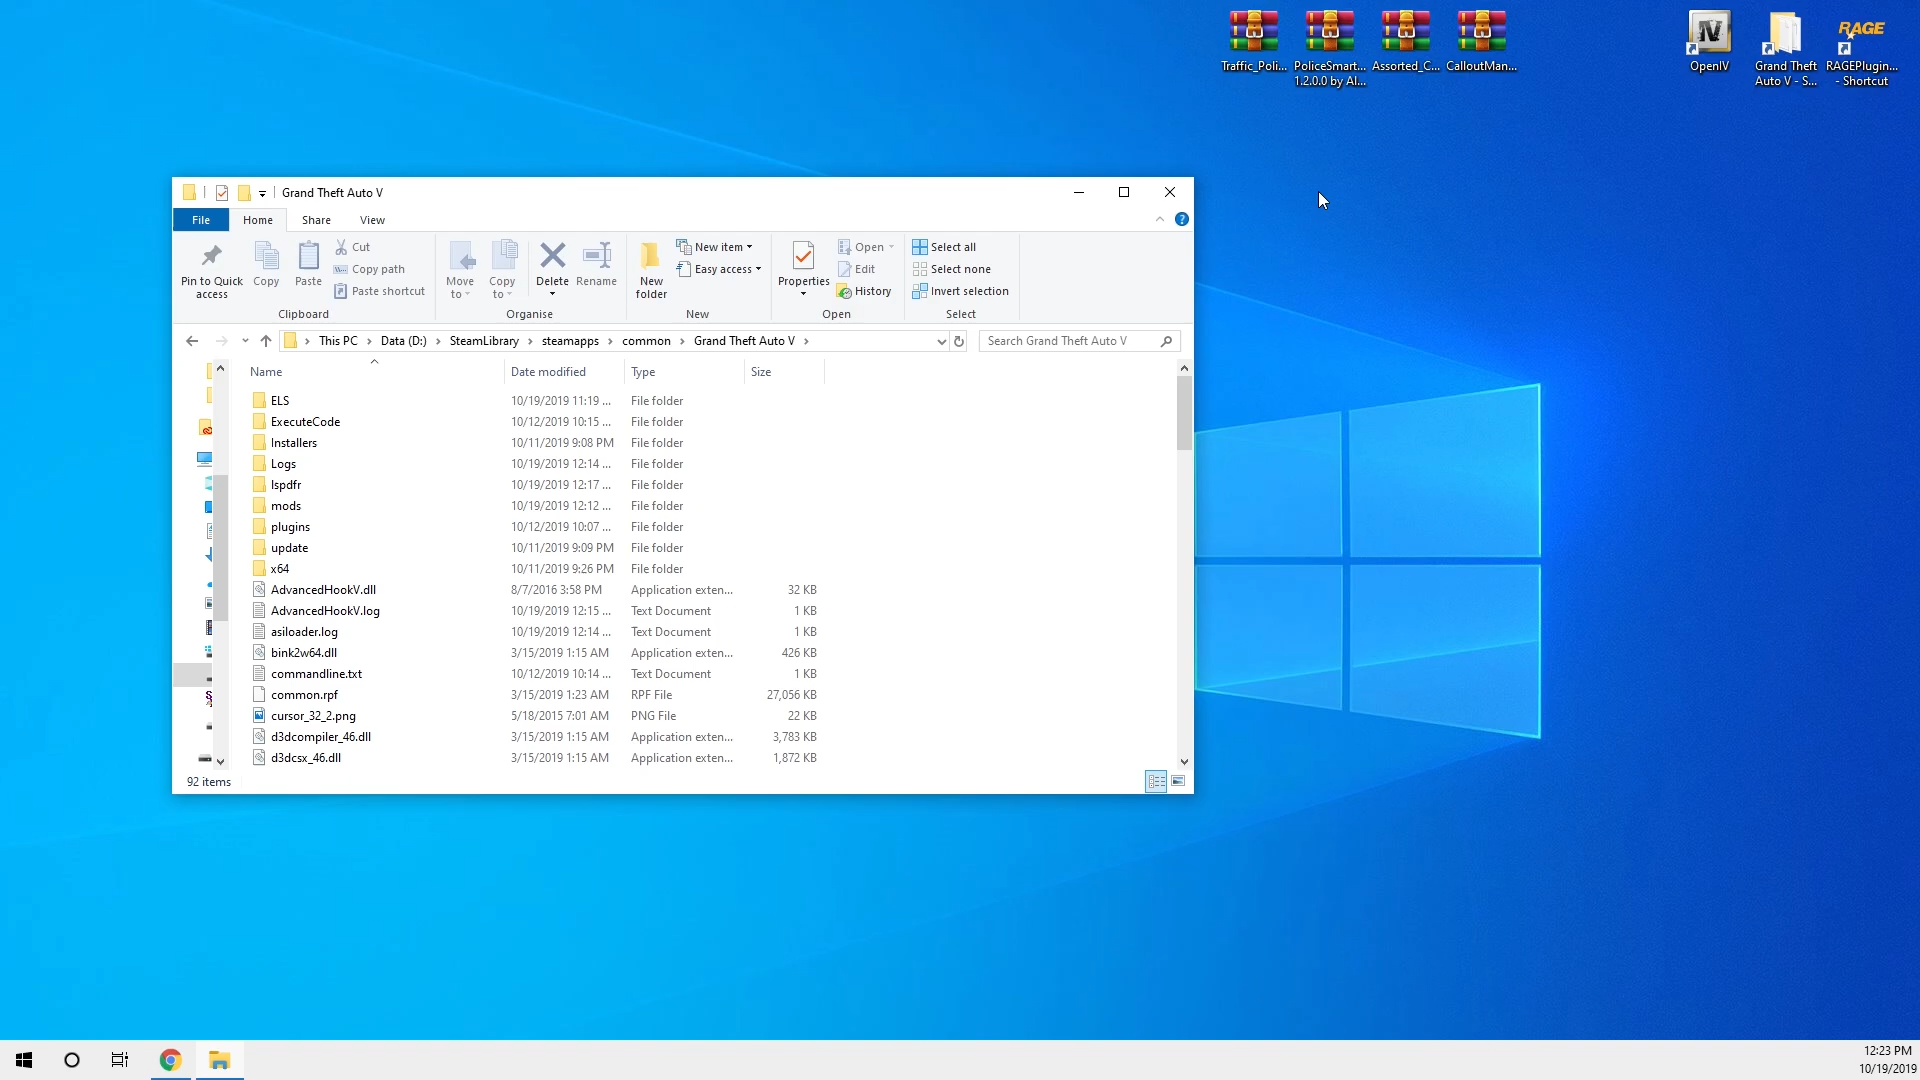 Traffic_Poli...
PoliceSmart...
1.2.0.0 by Al...
Assorted_C...
CalloutMan...
OpenIV
Grand Theft
Auto V - S...
RAGE
RAGEPlugin...
- Shortcut
Grand Theft Auto V
File
Home
Share
View
Pin to Quick
access
Copy
Paste
Cut
Copy path
Paste shortcut
Clipboard
Move
to
Copy
to
Delete
Rename
Organise
New
folder
New item
Easy access
New
Properties
Open
Edit
History
Open
Select all
Select none
Invert selection
Select
This PC > Data (D:) > SteamLibrary > steamapps > common > Grand Theft Auto V >
Search Grand Theft Auto V
Name Date modified Type Size
ELS 10/19/2019 11:19 ... File folder
ExecuteCode 10/12/2019 10:15 ... File folder
Installers 10/11/2019 9:08 PM File folder
Logs 10/19/2019 12:14 ... File folder
lspdfr 10/19/2019 12:17 ... File folder
mods 10/19/2019 12:12 ... File folder
plugins 10/12/2019 10:07 ... File folder
update 10/11/2019 9:09 PM File folder
x64 10/11/2019 9:26 PM File folder
AdvancedHookV.dll 8/7/2016 3:58 PM Application exten... 32 KB
AdvancedHookV.log 10/19/2019 12:15 ... Text Document 1 KB
asiloader.log 10/19/2019 12:14 ... Text Document 1 KB
bink2w64.dll 3/15/2019 1:15 AM Application exten... 426 KB
commandline.txt 10/12/2019 10:14 ... Text Document 1 KB
common.rpf 3/15/2019 1:23 AM RPF File 27,056 KB
cursor_32_2.png 5/18/2015 7:01 AM PNG File 22 KB
d3dcompiler_46.dll 3/15/2019 1:15 AM Application exten... 3,783 KB
d3dcsx_46.dll 3/15/2019 1:15 AM Application exten... 1,872 KB
92 items
12:23 PM
10/19/2019